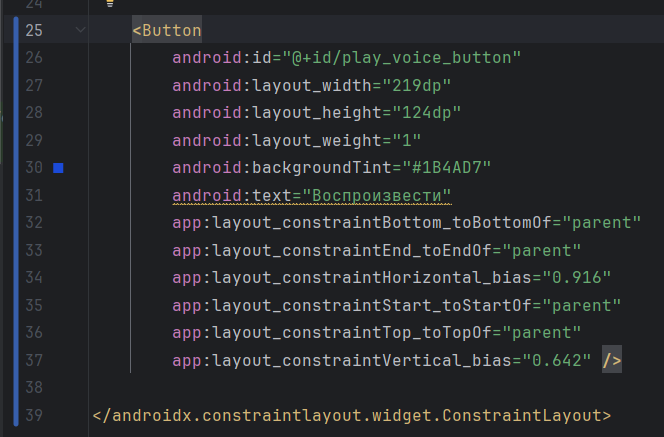 24
25 <Button
26 android:id="@+id/play_voice_button"
27 android:layout_width="219dp"
28 android:layout_height="124dp"
29 android:layout_weight="1"
30 android:backgroundTint="#1B4AD7"
31 android:text="Воспроизвести"
32 app:layout_constraintBottom_toBottomOf="parent"
33 app:layout_constraintEnd_toEndOf="parent"
34 app:layout_constraintHorizontal_bias="0.916"
35 app:layout_constraintStart_toStartOf="parent"
36 app:layout_constraintTop_toTopOf="parent"
37 app:layout_constraintVertical_bias="0.642" />
38
39 </androidx.constraintlayout.widget.ConstraintLayout>